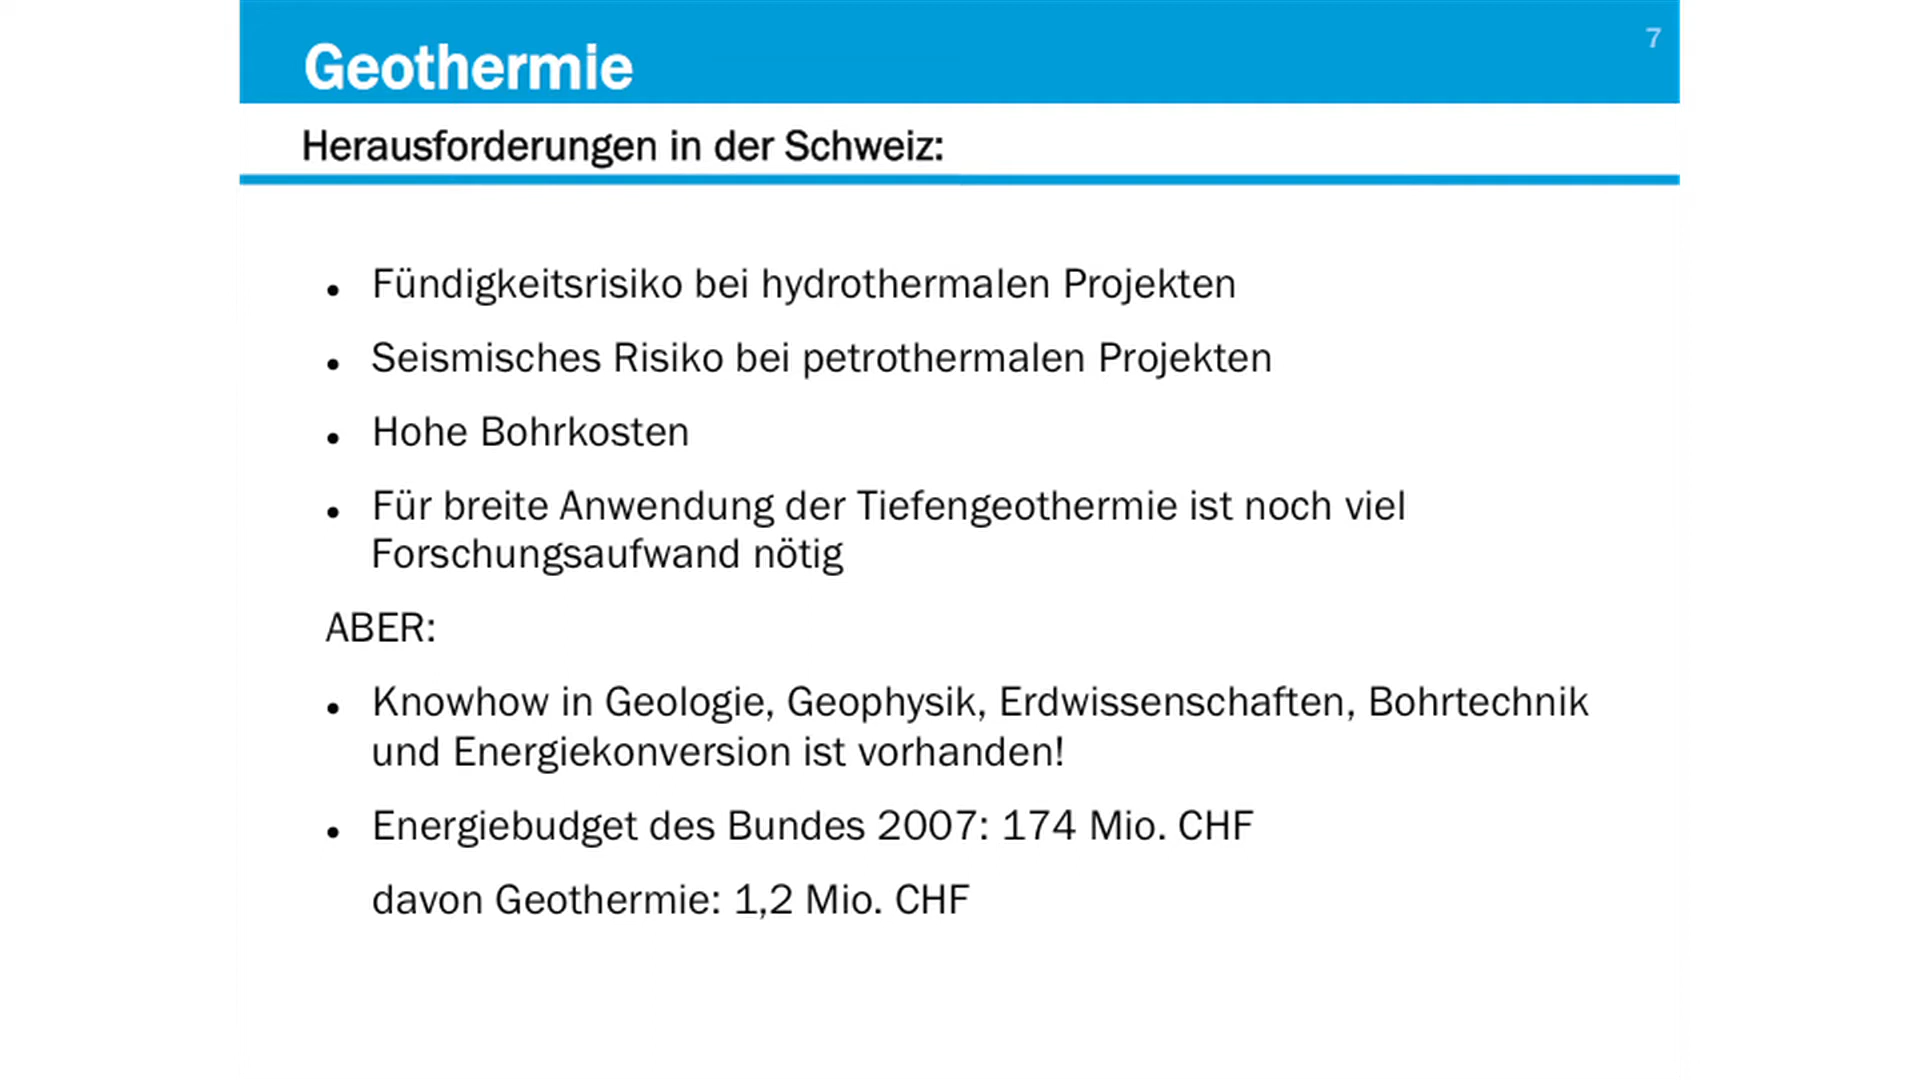 Geothermie
7
Herausforderungen in der Schweiz:
• Fündigkeitsrisiko bei hydrothermalen Projekten
• Seismisches Risiko bei petrothermalen Projekten
• Hohe Bohrkosten
• Für breite Anwendung der Tiefengeothermie ist noch viel
Forschungsaufwand nötig
ABER:
• Knowhow in Geologie, Geophysik, Erdwissenschaften, Bohrtechnik
und Energiekonversion ist vorhanden!
• Energiebudget des Bundes 2007: 174 Mio. CHF
davon Geothermie: 1,2 Mio. CHF